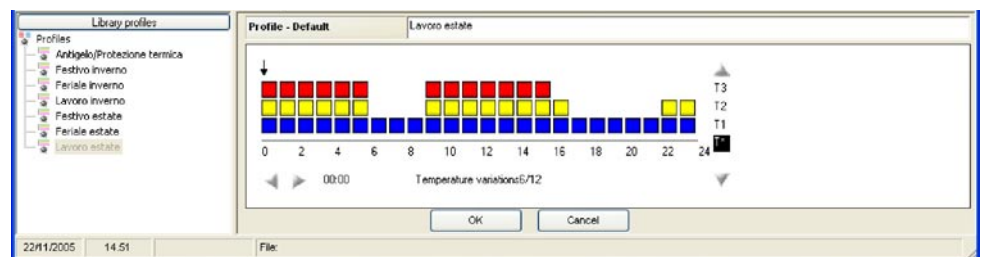 Library profiles
Profiles
Antigelo/Protezione termica
Festivo inverno
Feriale inverno
Lavoro inverno
Festivo estate
Feriale estate
Lavoro estate
Profile - Default
Lavoro estate
T3
T2
T1
T*
0 2 4 6 8 10 12 14 16 18 20 22 24
00:00 Temperature variations6/12
OK Cancel
22/11/2005 14.51 File: